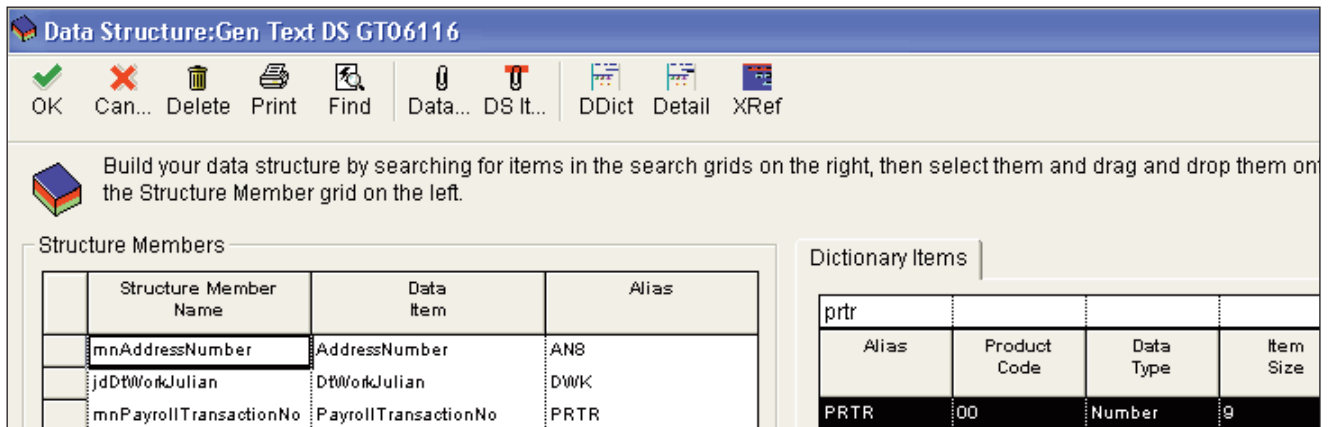 Data Structure:Gen Text DS GT06116
OK Can... Delete Print Find Data... DS It... DDict Detail XRef
Build your data structure by searching for items in the search grids on the right, then select them and drag and drop them on
the Structure Member grid on the left.
Structure Members
Structure Member Name Data Item Alias
mnAddressNumber AddressNumber AN8
jdDtWorkJulian DtWorkJulian DWK
mnPayrollTransactionNo PayrollTransactionNo PRTR
Dictionary Items
prtr
Alias Product Code Data Type Item Size
PRTR 00 Number 9